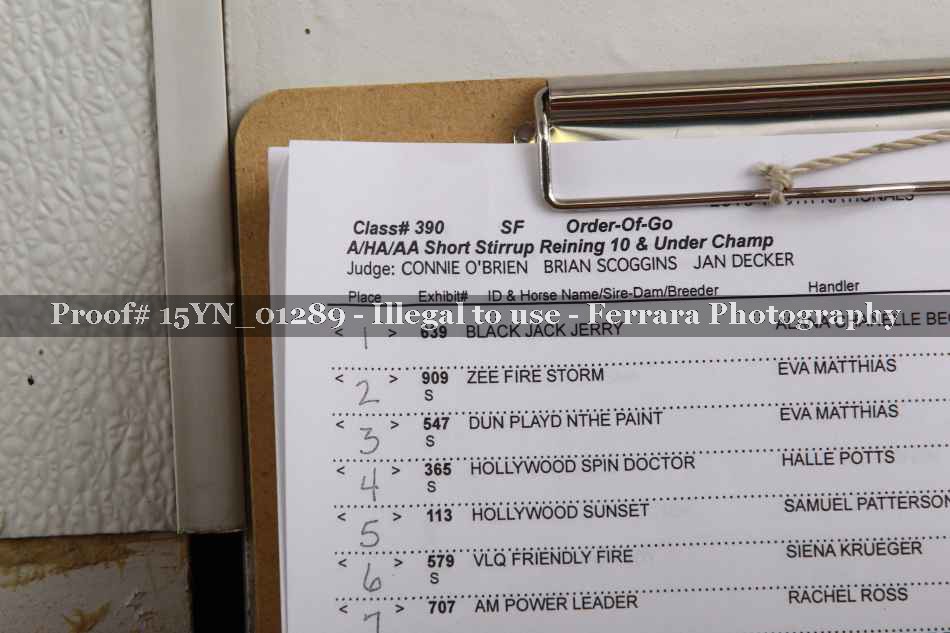 NATIONALS
Class# 390 SF Order-Of-Go
A/HA/AA Short Stirrup Reining 10 & Under Champ
Judge: CONNIE O'BRIEN BRIAN SCOGGINS JAN DECKER
Place Exhibit# ID & Horse Name/Sire-Dam/Breeder Handler
Proof# 15YN_01289 - Illegal to use - Ferrara Photography
< 1 > 639 BLACK JACK JERRY
< 2 > 909 ZEE FIRE STORM EVA MATTHIAS
S
< 3 > 547 DUN PLAYD NTHE PAINT EVA MATTHIAS
S
< 4 > 365 HOLLYWOOD SPIN DOCTOR HALLE POTTS
S
< 5 > 113 HOLLYWOOD SUNSET SAMUEL PATTERSON
< 6 > 579 VLQ FRIENDLY FIRE SIENA KRUEGER
S
< 7 > 707 AM POWER LEADER RACHEL ROSS